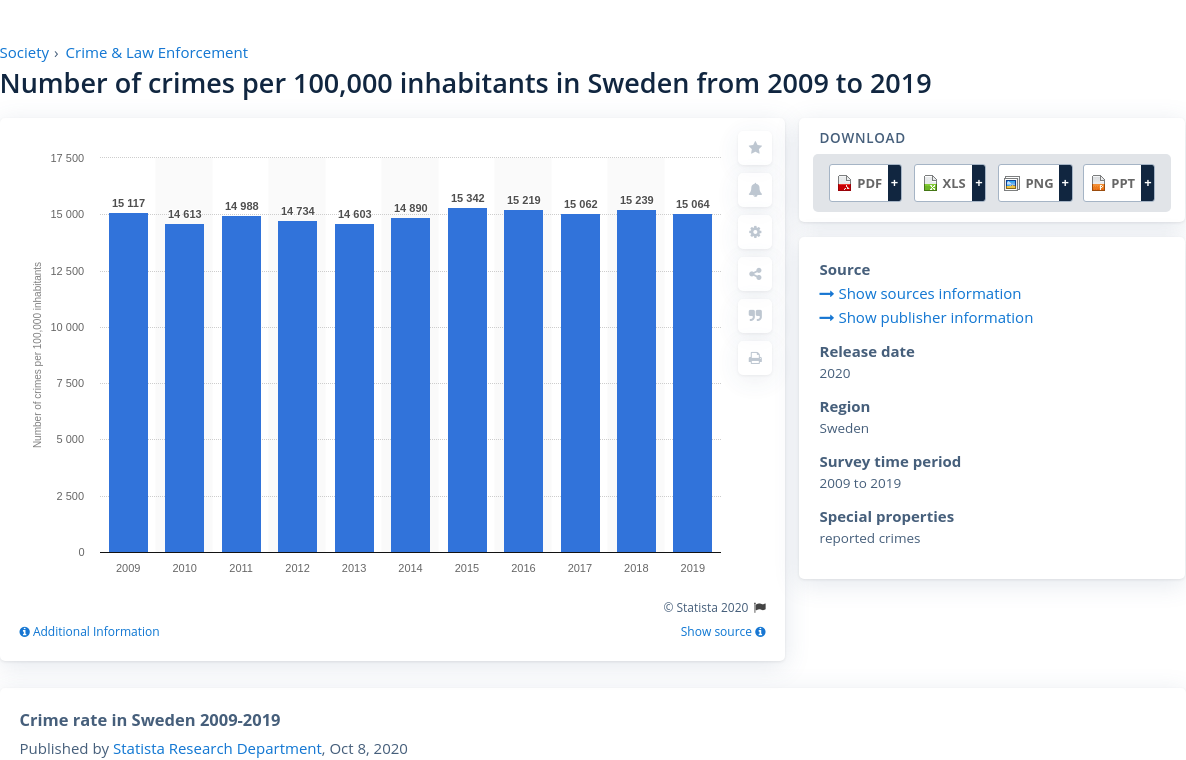 Society › Crime & Law Enforcement
Number of crimes per 100,000 inhabitants in Sweden from 2009 to 2019
Number of crimes per 100,000 inhabitants
17 500
15 000
12 500
10 000
7 500
5 000
2 500
0
15 117
14 613
14 988
14 734
14 603
14 890
15 342
15 219
15 062
15 239
15 064
2009 2010 2011 2012 2013 2014 2015 2016 2017 2018 2019
© Statista 2020
Additional Information
Show source
DOWNLOAD
PDF + XLS + PNG + PPT +
Source
Show sources information
Show publisher information
Release date
2020
Region
Sweden
Survey time period
2009 to 2019
Special properties
reported crimes
Crime rate in Sweden 2009-2019
Published by Statista Research Department, Oct 8, 2020